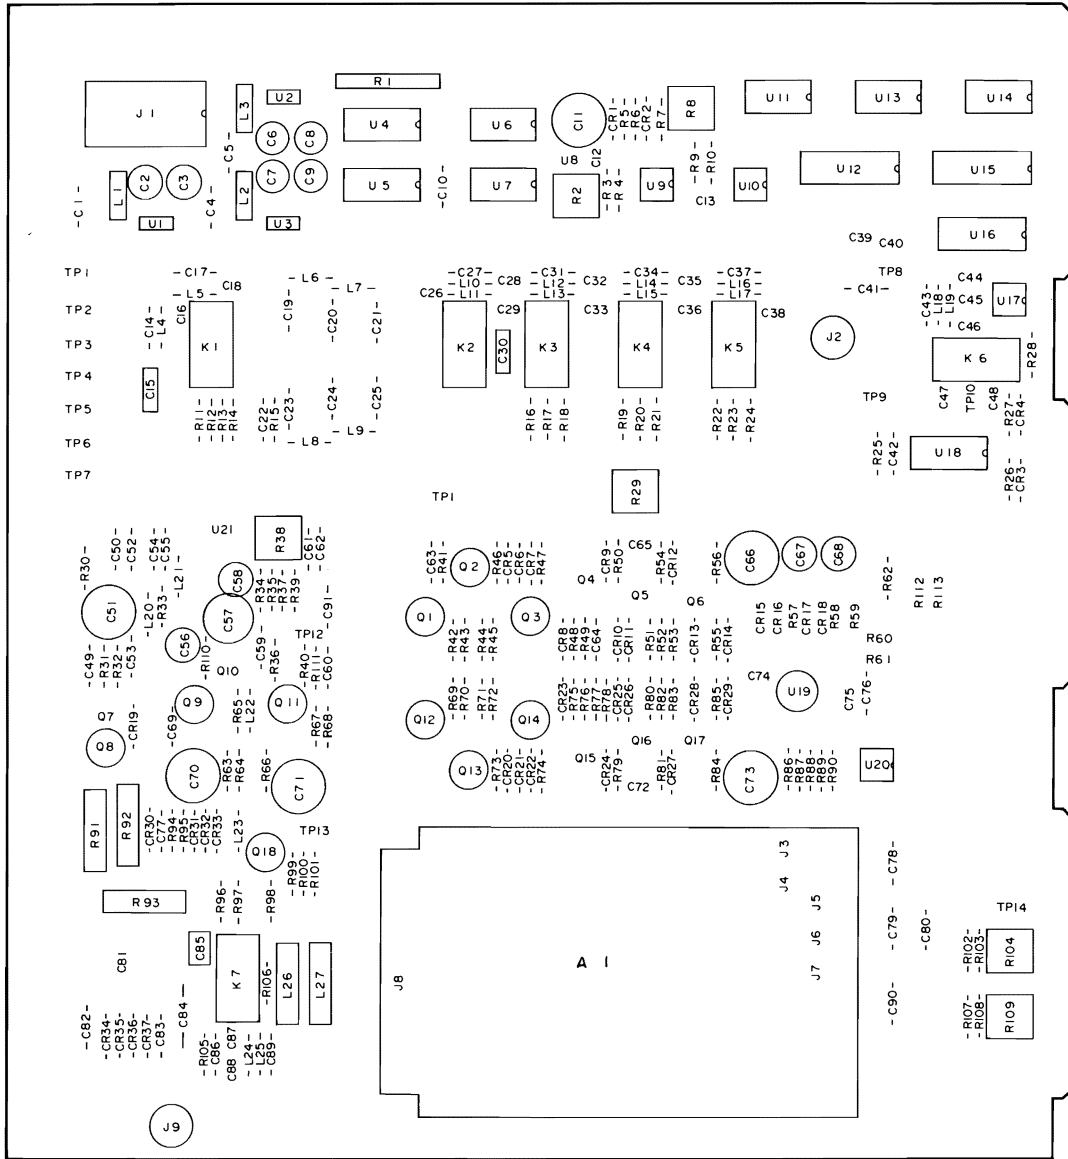 R1
J1
L3
U2
U4
U6
C11
-CR1-
-R5-
-R6-
-CR2-
-R7-
R8
U11
U13
U14
-C5-
C6
C8
C7
C9
U8
C12
-R9-
-R10-
U12
U15
-C1-
L1
C2
C3
-C4-
L2
U1
U3
U5
-C10-
U7
R2
-R3-
-R4-
U9
C13
U10
U16
C39
C40
TP1
-C17-
C18
-L5-
-L6-
-L7-
-C27-
C28
-L10-
C26
-L11-
-C31-
C32
-L12-
-L13-
-C34-
C35
-L14-
-L15-
-C37-
-L16-
-L17-
TP8
-C41-
C44
C45
C46
-C43-
-L18-
-L19-
U17
TP2
-C14-
-L4-
C16
-C19-
-C20-
-C21-
C29
C33
C36
C38
J2
TP3
K1
K2
C30
K3
K4
K5
K6
-R28-
TP4
C15
TP5
-R11-
-R12-
-R13-
-R14-
-C22-
-R15-
-C23-
-C24-
-C25-
-R16-
-R17-
-R18-
-R19-
-R20-
-R21-
-R22-
-R23-
-R24-
TP9
C47
TP10
C48
-R27-
-CR4-
TP6
-L8-
-L9-
-R25-
-C42-
U18
-R26-
-CR3-
TP7
TP1
R29
U21
R38
-R30-
-C50-
-C52-
-C54-
-C55-
-L21-
C58
-R34-
-R35-
-R37-
-R39-
-C61-
-C62-
-C63-
-R41-
Q2
-R46-
-CR5-
-CR6-
-CR7-
-R47-
Q4
-CR9-
-R50-
C65
-R54-
-CR12-
-R56-
C66
C67
C68
-R62-
R112
R113
C51
-L20-
-R33-
C57
-C91-
Q1
Q3
Q5
Q6
CR15
CR16
R57
CR17
CR18
R58
R59
R60
R61
-C49-
-R31-
-R32-
-C53-
C56
-R110-
Q10
-C59-
-R36-
TP12
-R40-
-R111-
-C60-
-R42-
-R43-
-R44-
-R45-
-CR8-
-R48-
-R49-
-C64-
-CR10-
-CR11-
-R51-
-R52-
-R53-
-CR13-
-R55-
-CR14-
C74
U19
C75
-C76-
Q7
Q8
-CR19-
-C69-
Q9
-R65-
-L22-
Q11
-R67-
-R68-
Q12
-R69-
-R70-
-R71-
-R72-
Q14
-CR23-
-R75-
-R76-
-R77-
-R78-
-CR25-
-CR26-
-R80-
-R82-
-R83-
-CR28-
-R85-
-CR29-
C70
-R63-
-R64-
-R66-
C71
Q13
-R73-
-CR20-
-CR21-
-CR22-
-R74-
Q15
Q16
Q17
-CR24-
-R79-
C72
-R81-
-CR27-
-R84-
C73
-R86-
-R87-
-R88-
-R89-
-R90-
U20
R91
R92
-CR30-
-C77-
-R94-
-R95-
-CR31-
-CR32-
-CR33-
-L23-
Q18
TP13
-R99-
-R100-
-R101-
J3
J4
J5
J6
J7
J8
A1
-C78-
-C79-
-C80-
-C90-
TP14
-R102-
-R103-
R104
-R107-
-R108-
R109
R93
-R96-
-R97-
-R98-
C81
C85
K7
-R106-
L26
L27
-C82-
-CR34-
-CR35-
-CR36-
-CR37-
-C83-
-C84-
-R105-
-C86-
C88
C87
-L24-
-L25-
-C89-
J9